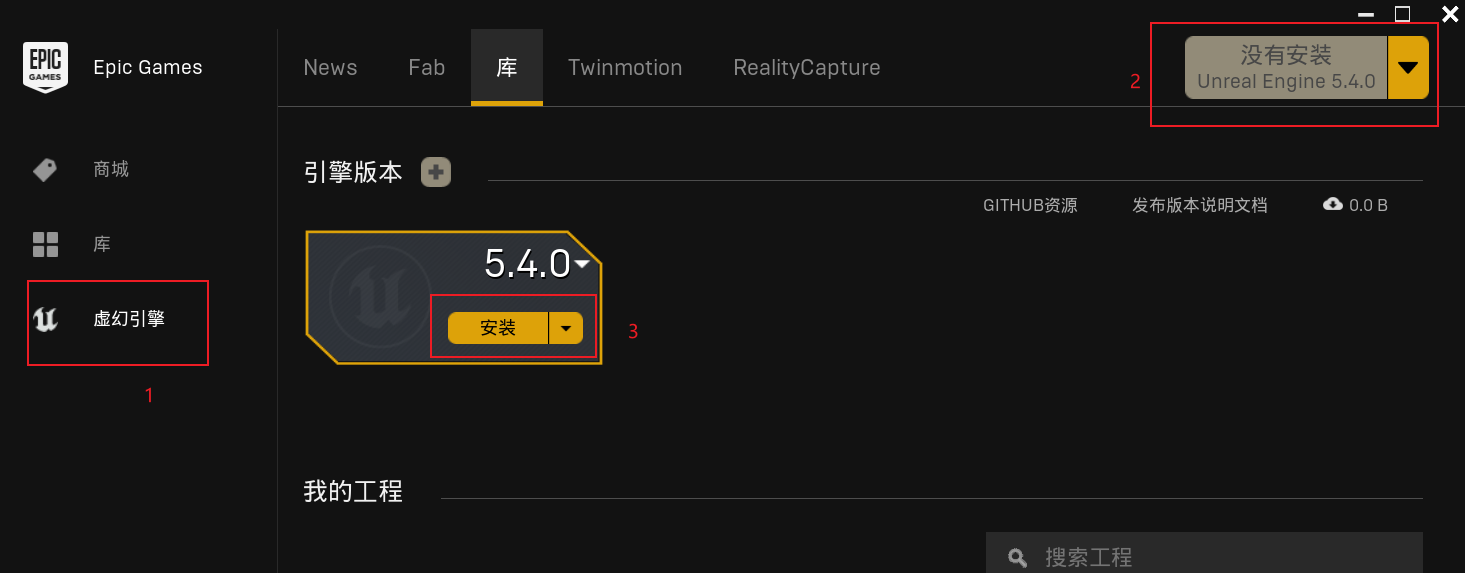 EPIC
GAMES
Epic Games
商城
库
虚幻引擎
1
News
Fab
库
Twinmotion
RealityCapture
2
没有安装
Unreal Engine 5.4.0
引擎版本
GITHUB资源
发布版本说明文档
0.0 B
5.4.0
安装
3
我的工程
搜索工程